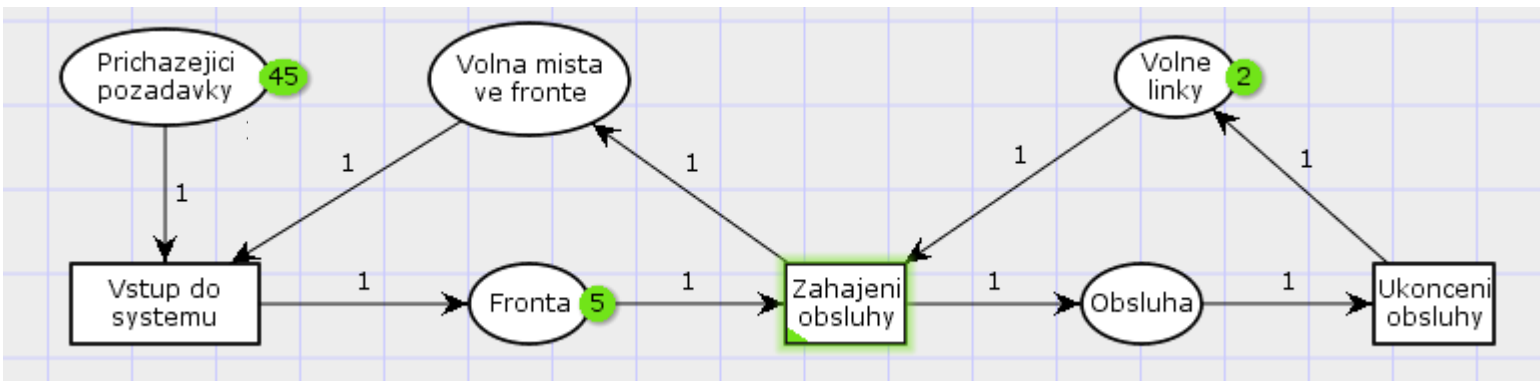 Prichazejici
pozadavky
45
Volna mista
ve fronte
Volne
linky
2
1
1
1
1
1
Vstup do
systemu
1
Fronta
5
1
Zahajeni
obsluhy
1
Obsluha
1
Ukonceni
obsluhy